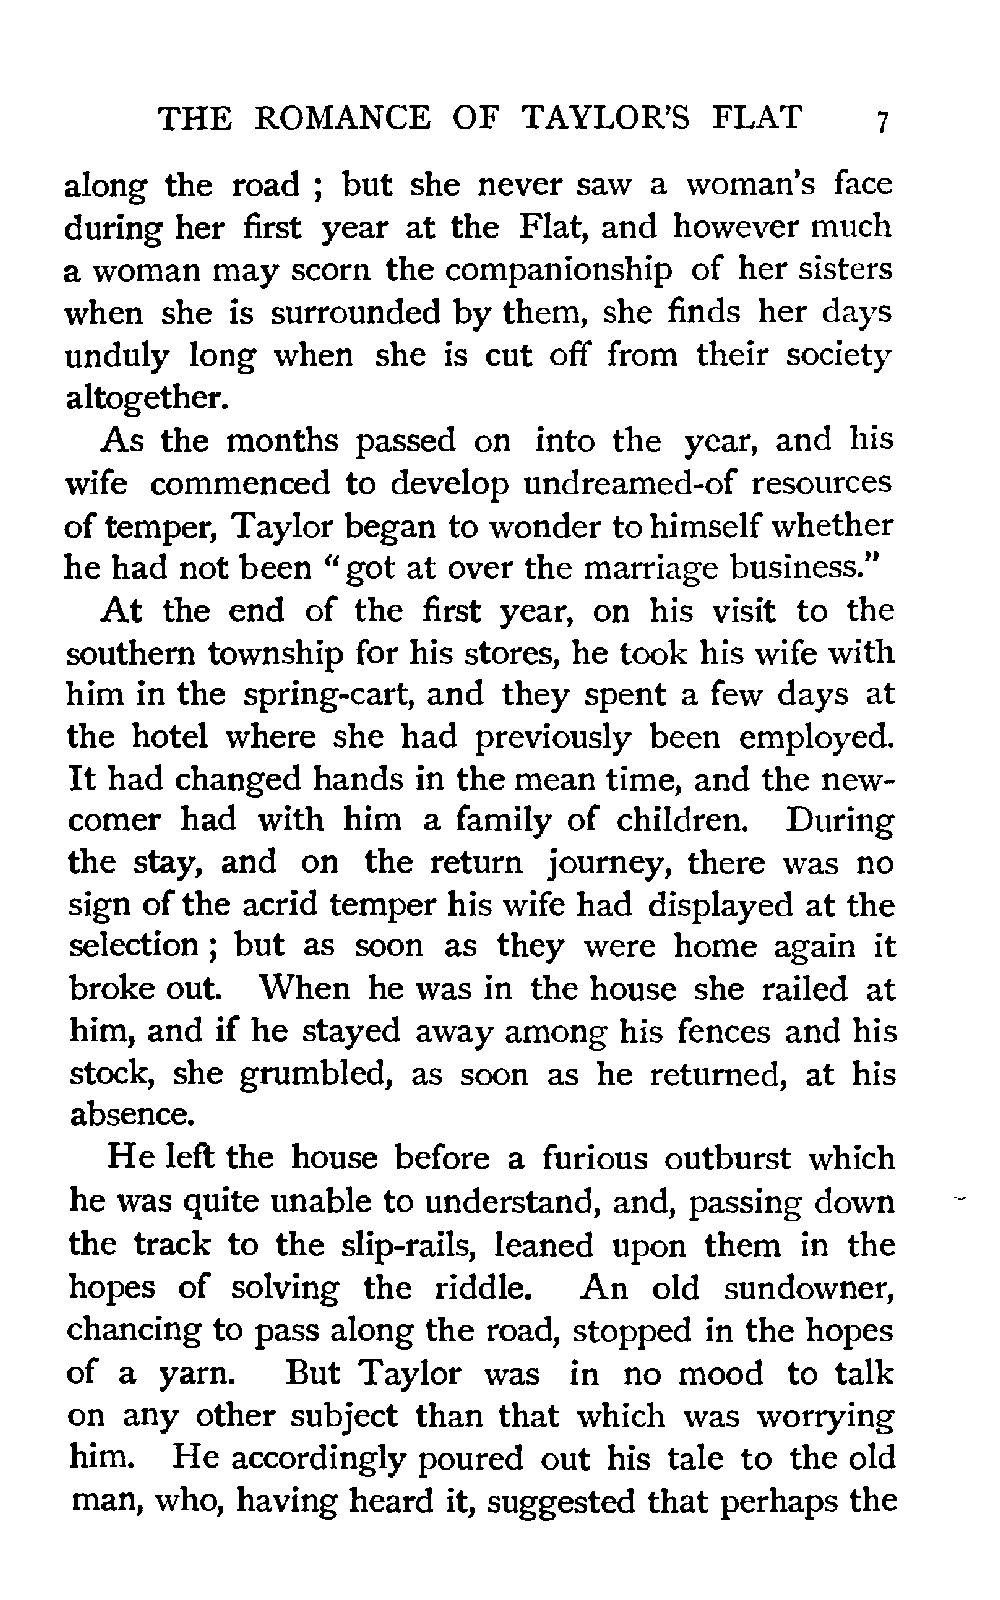 THE ROMANCE OF TAYLOR'S FLAT 7
along the road ; but she never saw a woman's face
during her first year at the Flat, and however much
a woman may scorn the companionship of her sisters
when she is surrounded by them, she finds her days
unduly long when she is cut off from their society
altogether.
As the months passed on into the year, and his
wife commenced to develop undreamed-of resources
of temper, Taylor began to wonder to himself whether
he had not been "got at over the marriage business."
At the end of the first year, on his visit to the
southern township for his stores, he took his wife with
him in the spring-cart, and they spent a few days at
the hotel where she had previously been employed.
It had changed hands in the mean time, and the new-
comer had with him a family of children. During
the stay, and on the return journey, there was no
sign of the acrid temper his wife had displayed at the
selection ; but as soon as they were home again it
broke out. When he was in the house she railed at
him, and if he stayed away among his fences and his
stock, she grumbled, as soon as he returned, at his
absence.
He left the house before a furious outburst which
he was quite unable to understand, and, passing down
the track to the slip-rails, leaned upon them in the
hopes of solving the riddle. An old sundowner,
chancing to pass along the road, stopped in the hopes
of a yarn. But Taylor was in no mood to talk
on any other subject than that which was worrying
him. He accordingly poured out his tale to the old
man, who, having heard it, suggested that perhaps the